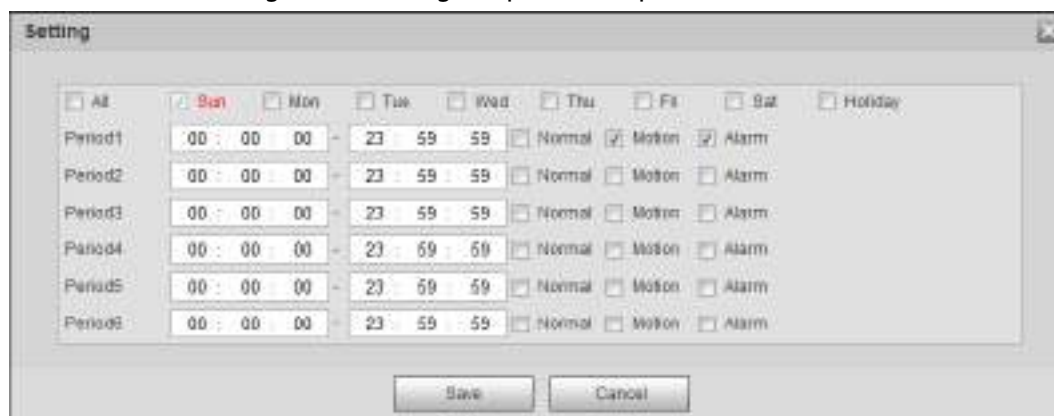 Setting
All Sun Mon Tue Wed Thu Fri Sat Holiday
Period1 00 : 00 : 00 - 23 : 59 : 59 Normal Motion Alarm
Period2 00 : 00 : 00 - 23 : 59 : 59 Normal Motion Alarm
Period3 00 : 00 : 00 - 23 : 59 : 59 Normal Motion Alarm
Period4 00 : 00 : 00 - 23 : 59 : 59 Normal Motion Alarm
Period5 00 : 00 : 00 - 23 : 59 : 59 Normal Motion Alarm
Period6 00 : 00 : 00 - 23 : 59 : 59 Normal Motion Alarm
Save Cancel